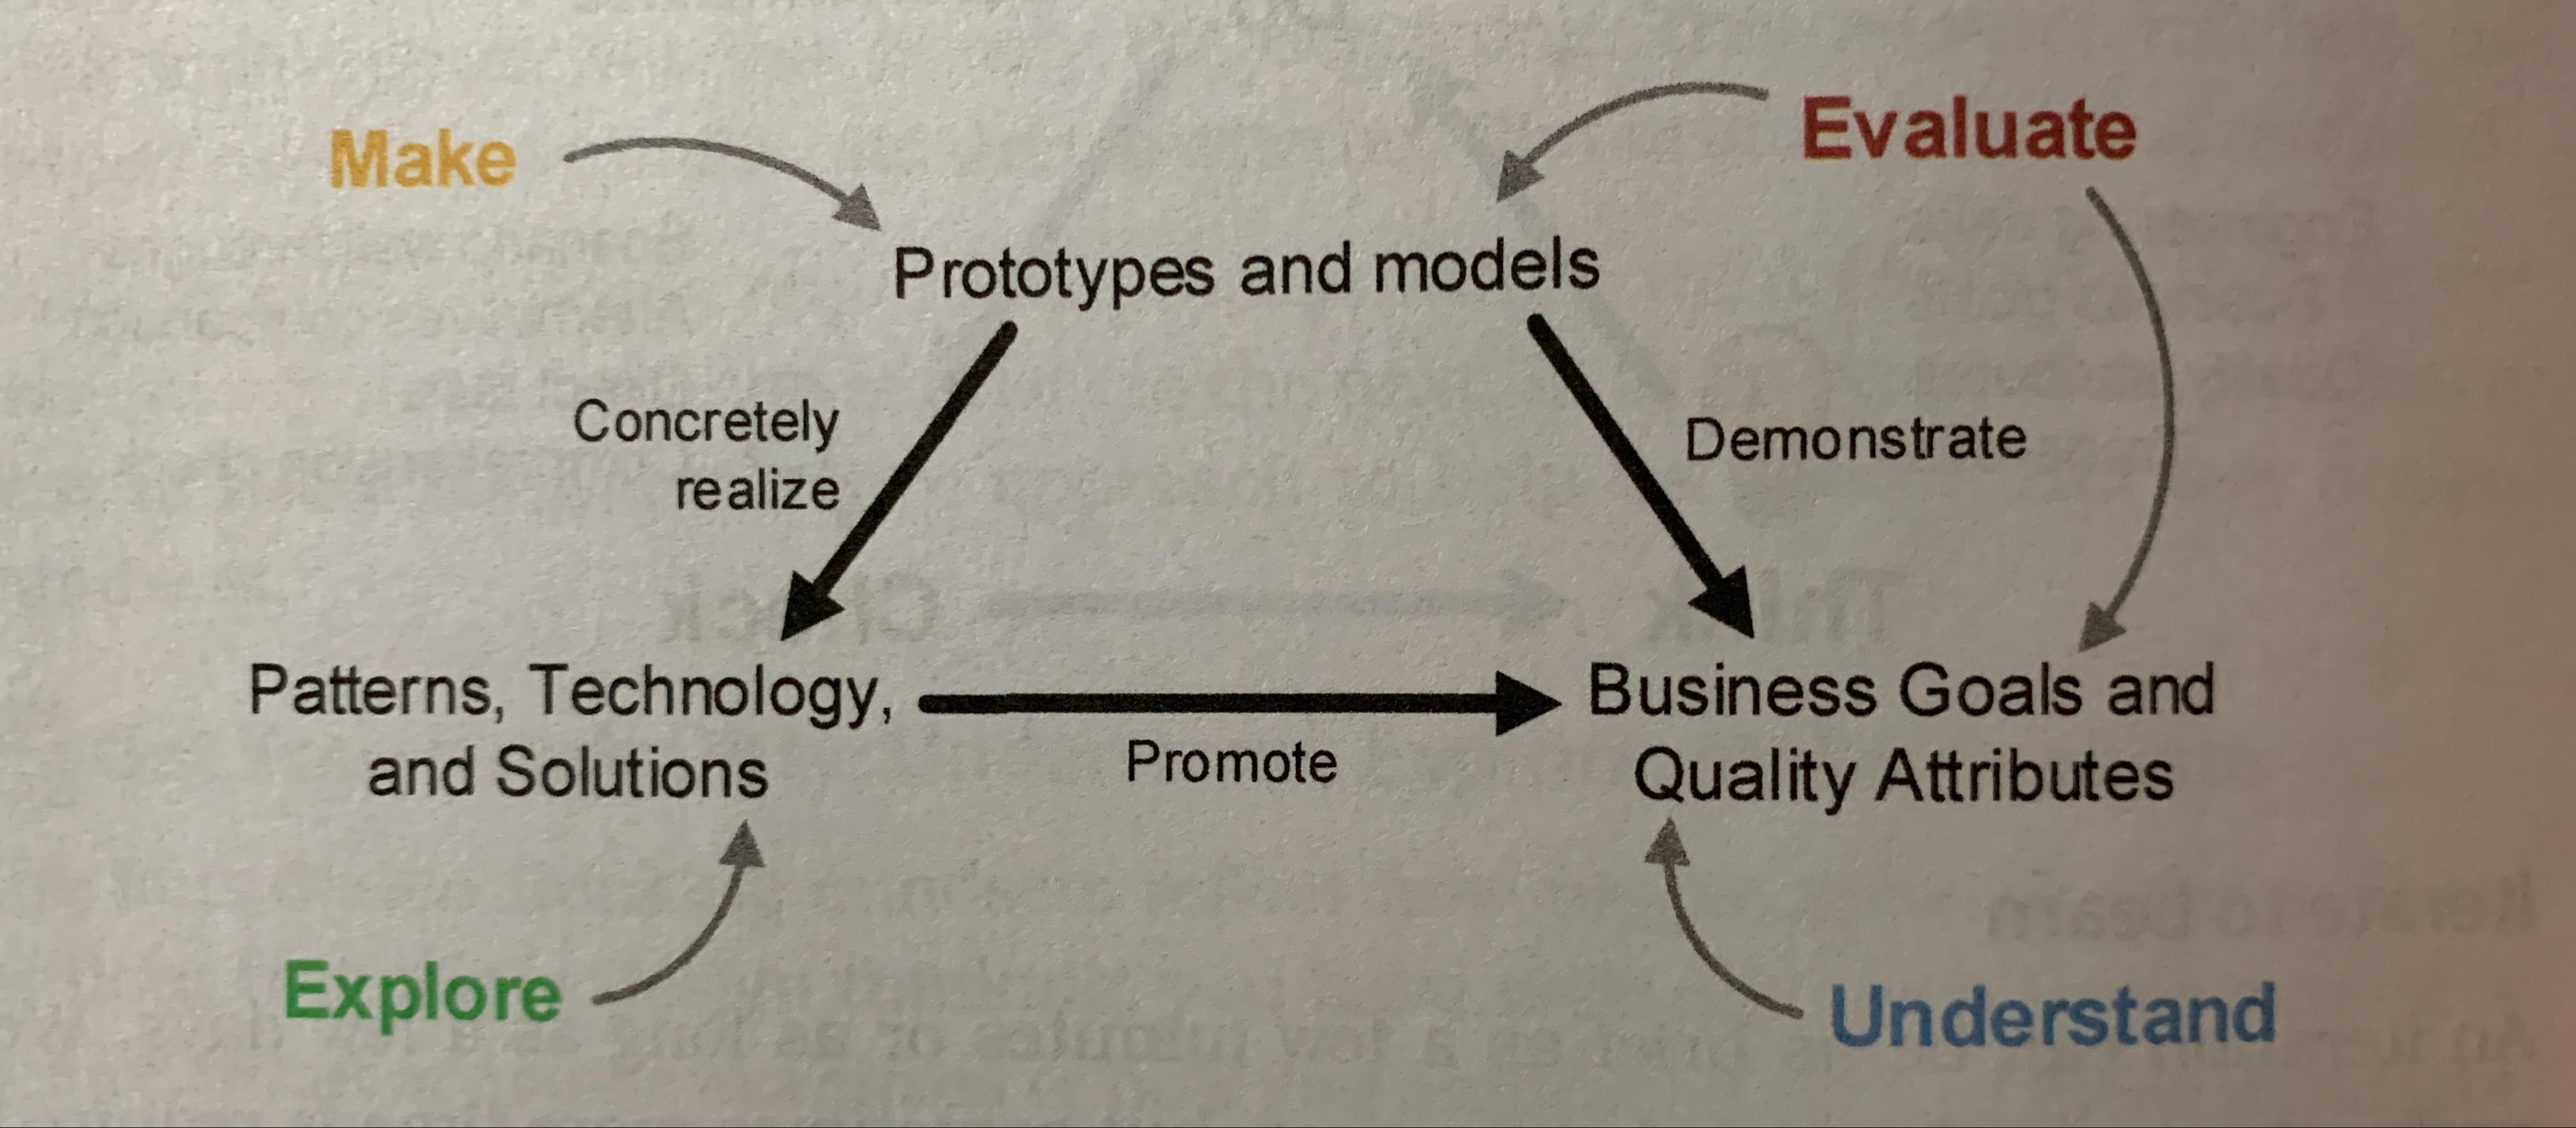 Make
Evaluate
Prototypes and models
Concretely
realize
Demonstrate
Patterns, Technology,
and Solutions
Promote
Business Goals and
Quality Attributes
Explore
Understand